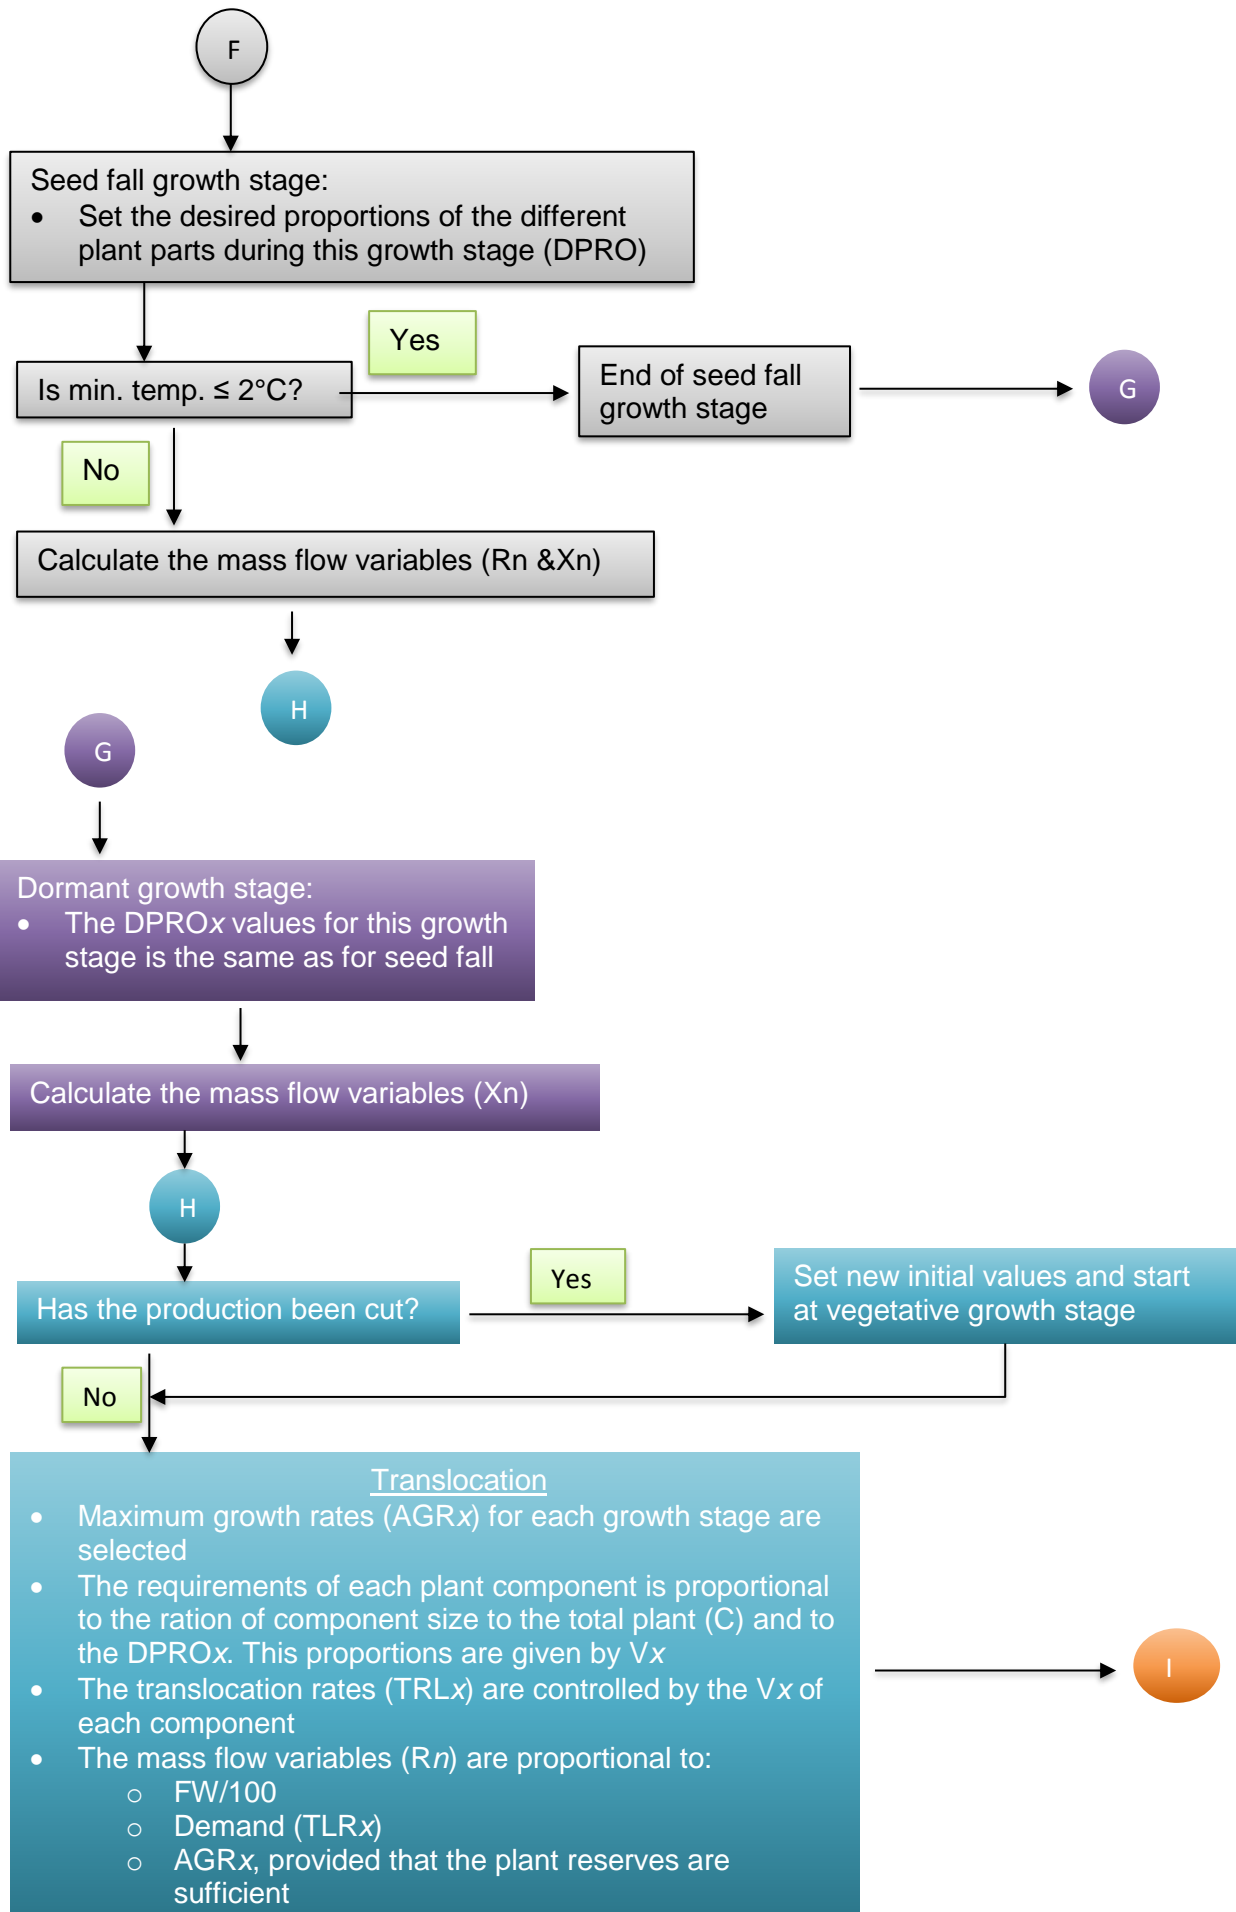 F
Seed fall growth stage:
• Set the desired proportions of the different
plant parts during this growth stage (DPRO)
Yes
Is min. temp. ≤ 2°C?
End of seed fall
growth stage
G
No
Calculate the mass flow variables (Rn &Xn)
H
G
Dormant growth stage:
• The DPROx values for this growth
stage is the same as for seed fall
Calculate the mass flow variables (Xn)
H
Has the production been cut?
Yes
Set new initial values and start
at vegetative growth stage
No
Translocation
• Maximum growth rates (AGRx) for each growth stage are
selected
• The requirements of each plant component is proportional
to the ration of component size to the total plant (C) and to
the DPROx. This proportions are given by Vx
• The translocation rates (TRLx) are controlled by the Vx of
each component
• The mass flow variables (Rn) are proportional to:
○ FW/100
○ Demand (TLRx)
○ AGRx, provided that the plant reserves are
sufficient
I